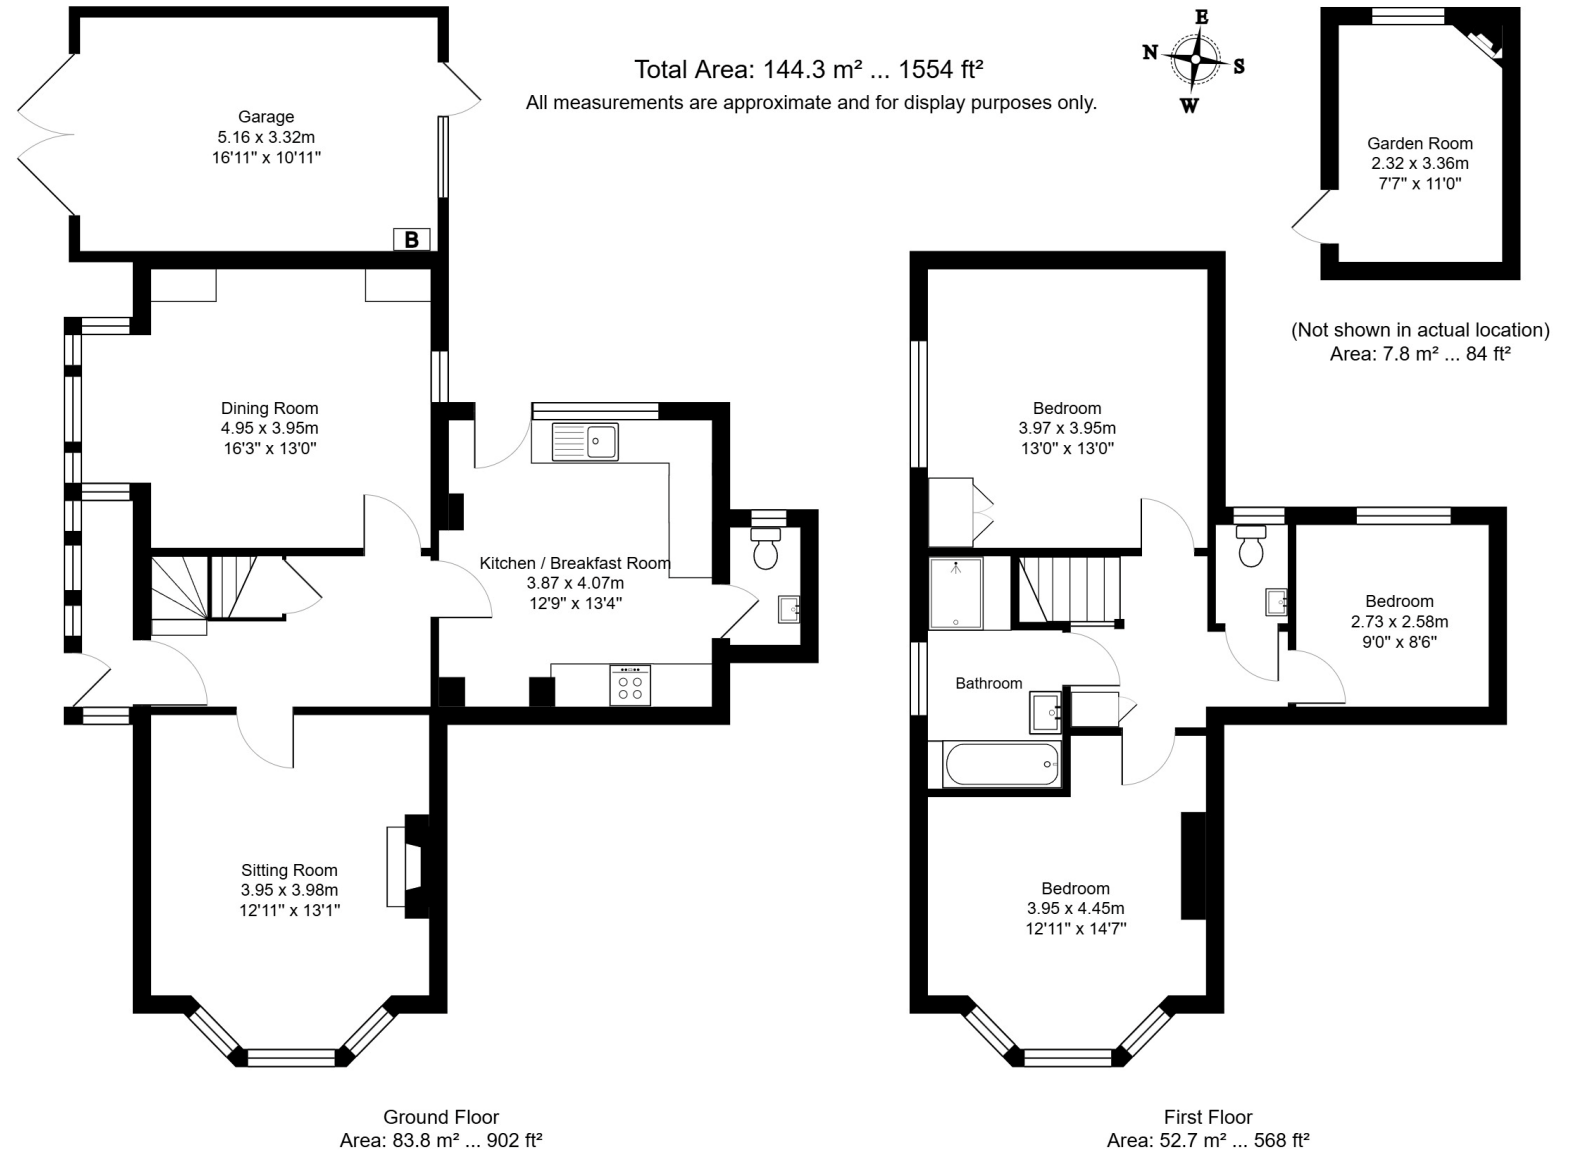 Total Area: 144.3 m² ... 1554 ft²
All measurements are approximate and for display purposes only.
E
N
S
W
Garage
5.16 x 3.32m
16'11" x 10'11"
B
Garden Room
2.32 x 3.36m
7'7" x 11'0"
(Not shown in actual location)
Area: 7.8 m² ... 84 ft²
Dining Room
4.95 x 3.95m
16'3" x 13'0"
Kitchen / Breakfast Room
3.87 x 4.07m
12'9" x 13'4"
Sitting Room
3.95 x 3.98m
12'11" x 13'1"
Bedroom
3.97 x 3.95m
13'0" x 13'0"
Bedroom
2.73 x 2.58m
9'0" x 8'6"
Bathroom
Bedroom
3.95 x 4.45m
12'11" x 14'7"
Ground Floor
Area: 83.8 m² ... 902 ft²
First Floor
Area: 52.7 m² ... 568 ft²